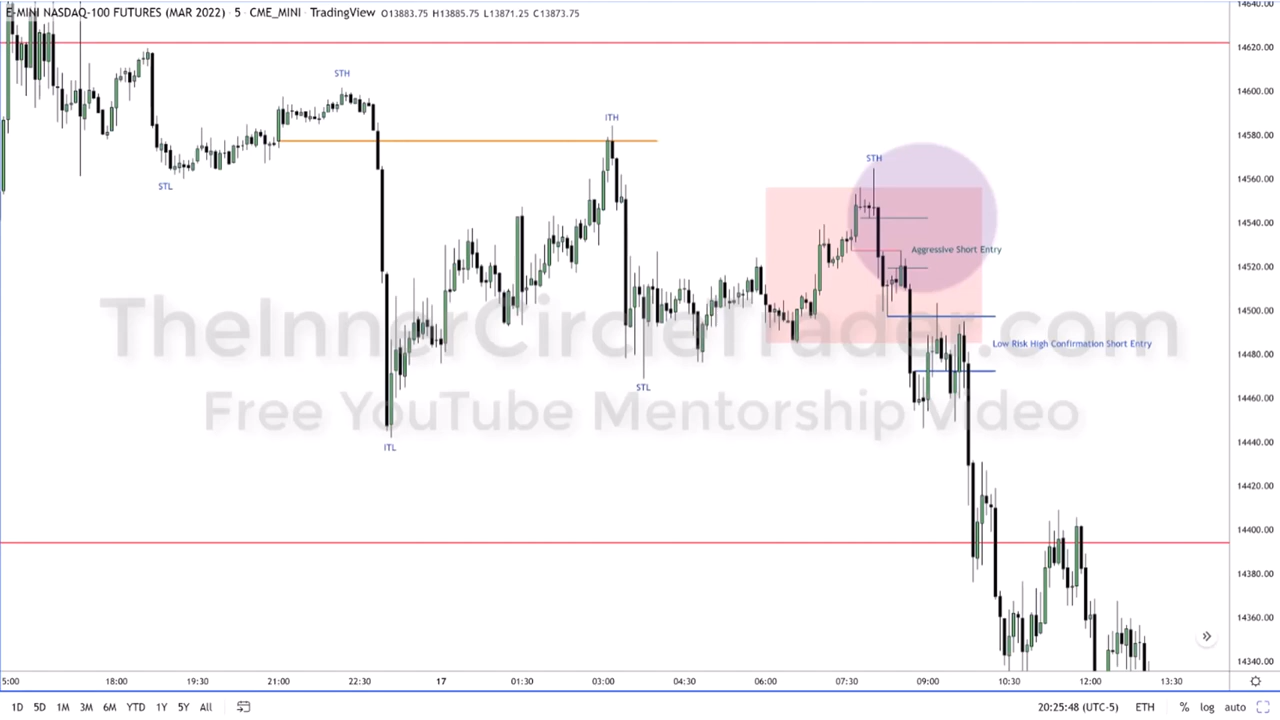 E-MINI NASDAQ-100 FUTURES (MAR 2022) · 5 · CME_MINI · TradingView O13883.75 H13885.75 L13871.25 C13873.75
14640.00
14620.00
14600.00
14580.00
14560.00
14540.00
14520.00
14500.00
14480.00
14460.00
14440.00
14420.00
14400.00
14380.00
14360.00
14340.00
STH
ITH
STH
STL
Aggressive Short Entry
TheInnerCircleTrader.com
Low Risk High Confirmation Short Entry
STL
Free YouTube Mentorship Video
ITL
5:00 18:00 19:30 21:00 22:30 17 01:30 03:00 04:30 06:00 07:30 09:00 10:30 12:00 13:30
1D 5D 1M 3M 6M YTD 1Y 5Y All 20:25:48 (UTC-5) ETH % log auto